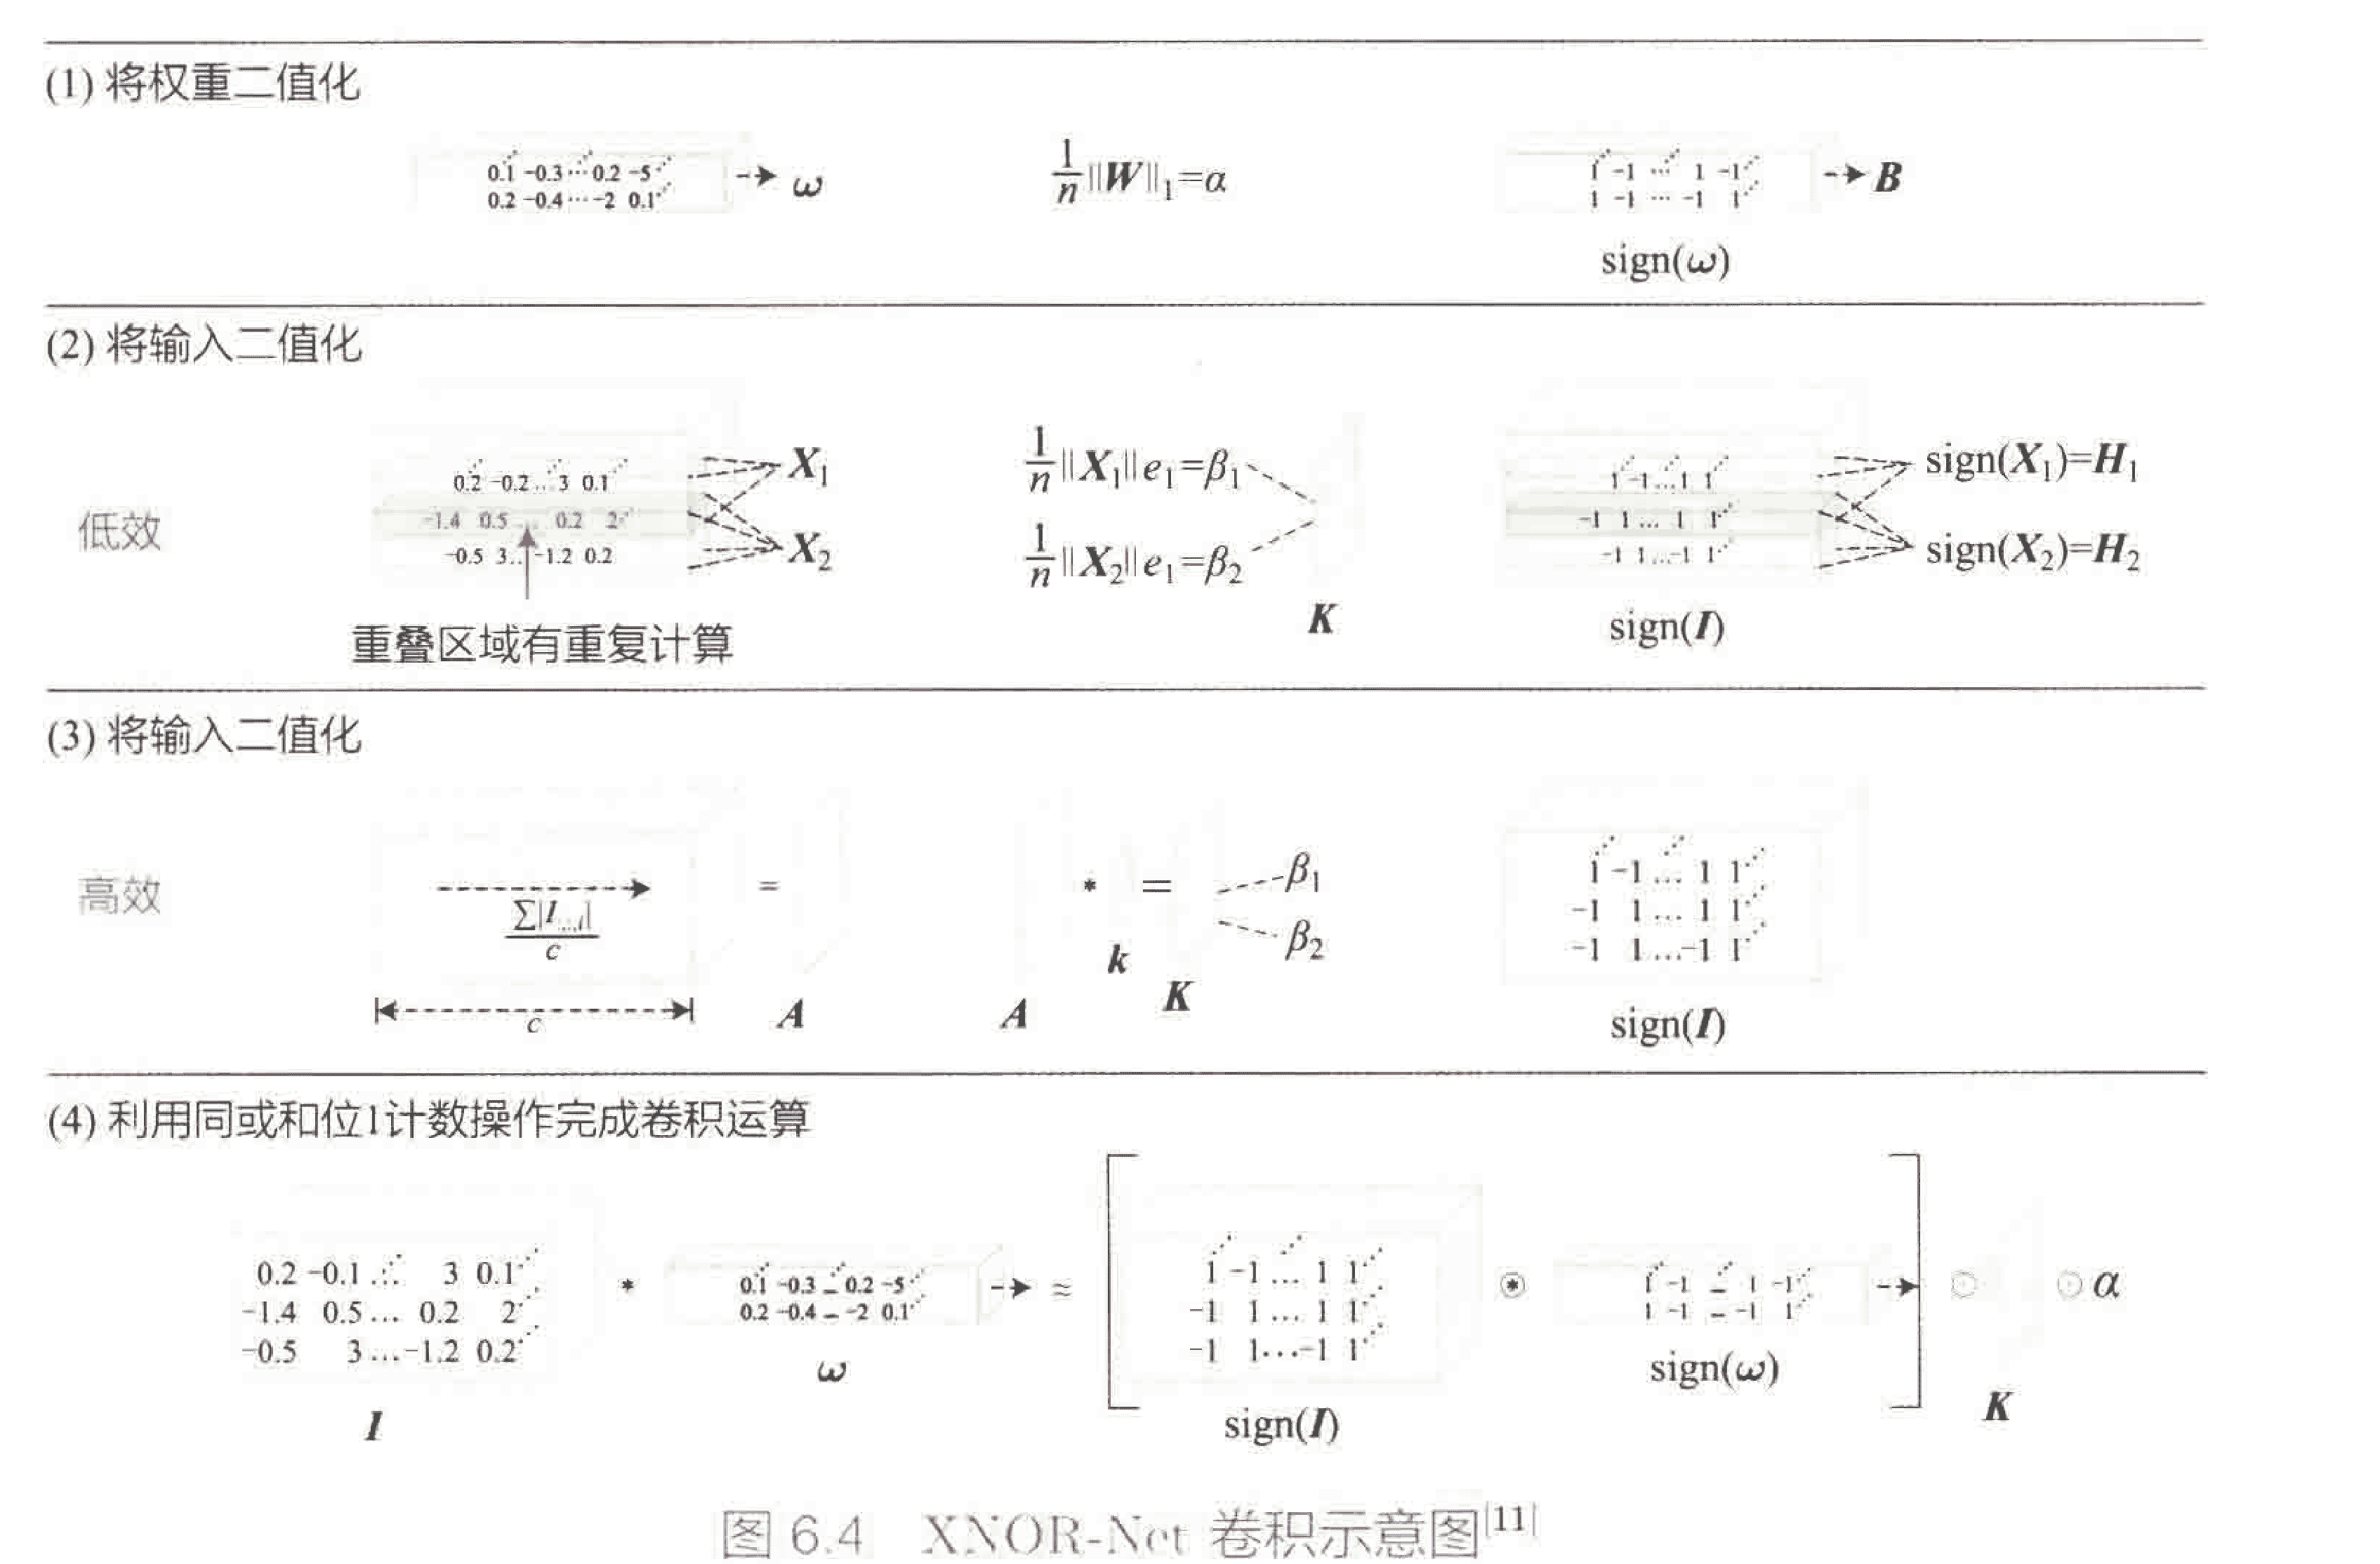 (1) 将权重二值化
0.1 -0.3 ··· 0.2 -5
0.2 -0.4 ··· -2 0.1
ω
1/n ||W||1=α
1 -1 ··· 1 -1
1 -1 ··· -1 1
B
sign(ω)
(2) 将输入二值化
低效
0.2 -0.2 ... 3 0.1
-1.4 0.5 ... 0.2 2
-0.5 3... -1.2 0.2
X1
X2
重叠区域有重复计算
1/n ||X1||e1=β1
1/n ||X2||e1=β2
K
1 -1 ... 1 1
-1 1 ... 1 1
-1 1 ... -1 1
sign(I)
sign(X1)=H1
sign(X2)=H2
(3) 将输入二值化
高效
∑|I:,:,i|
c
c
=
A
A
*
k
=
K
β1
β2
1 -1 ... 1 1
-1 1 ... 1 1
-1 1 ... -1 1
sign(I)
(4) 利用同或和位1计数操作完成卷积运算
0.2 -0.1 ... 3 0.1
-1.4 0.5 ... 0.2 2
-0.5 3 ... -1.2 0.2
I
*
0.1 -0.3 ... 0.2 -5
0.2 -0.4 ... -2 0.1
ω
≈
1 -1 ... 1 1
-1 1 ... 1 1
-1 1 ... -1 1
sign(I)
⊛
1 -1 ... 1 -1
1 -1 ... -1 1
sign(ω)
⊙
K
⊙ α
图 6.4 XNOR-Net 卷积示意图[11]